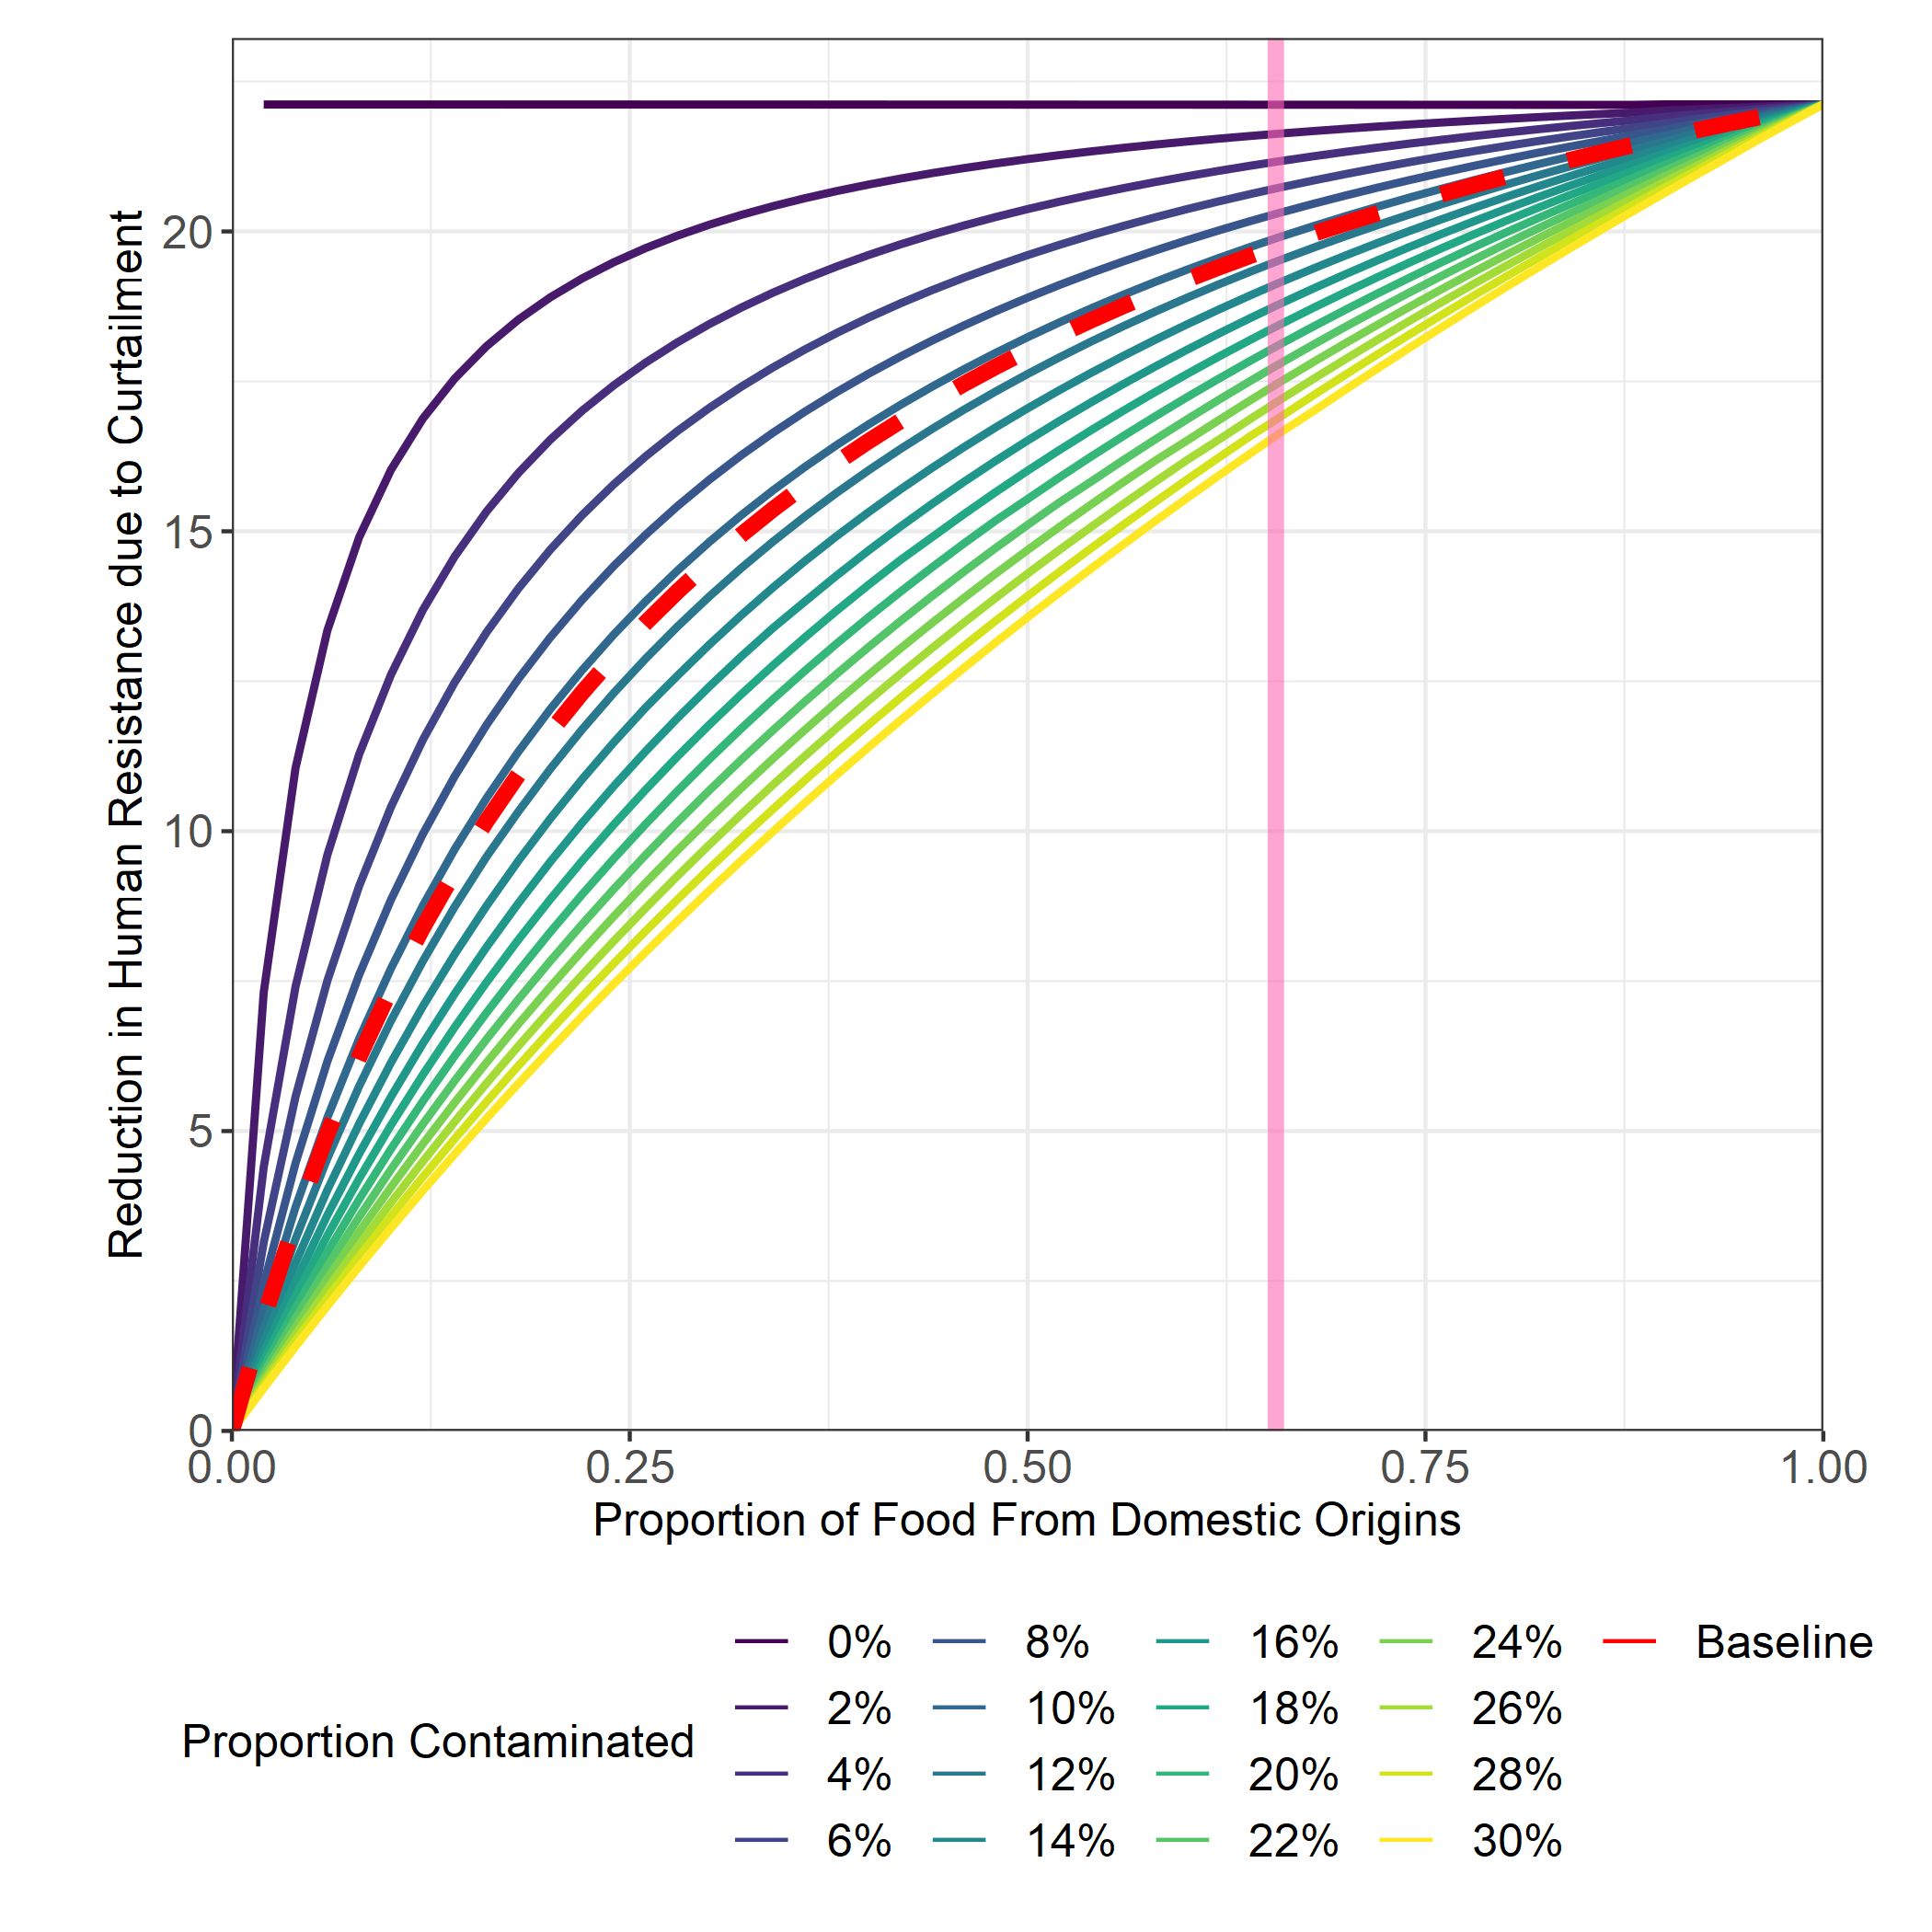 Reduction in Human Resistance due to Curtailment
20
15
10
5
0
0.00 0.25 0.50 0.75 1.00
Proportion of Food From Domestic Origins
Proportion Contaminated
0% 8% 16% 24% Baseline
2% 10% 18% 26%
4% 12% 20% 28%
6% 14% 22% 30%